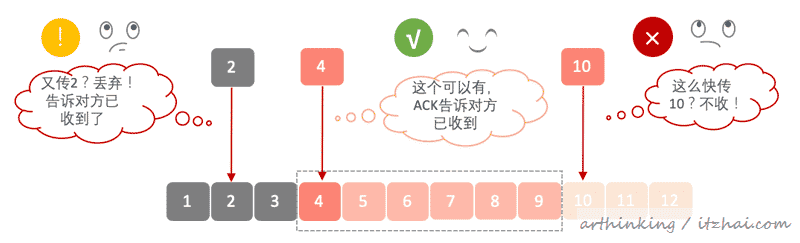 !
√
×
2
4
10
又传2？丢弃！
告诉对方已
收到了
这个可以有,
ACK告诉对方
已收到
这么快传
10？不收！
1 2 3 4 5 6 7 8 9 10 11 12
arthinking / itzhai.com